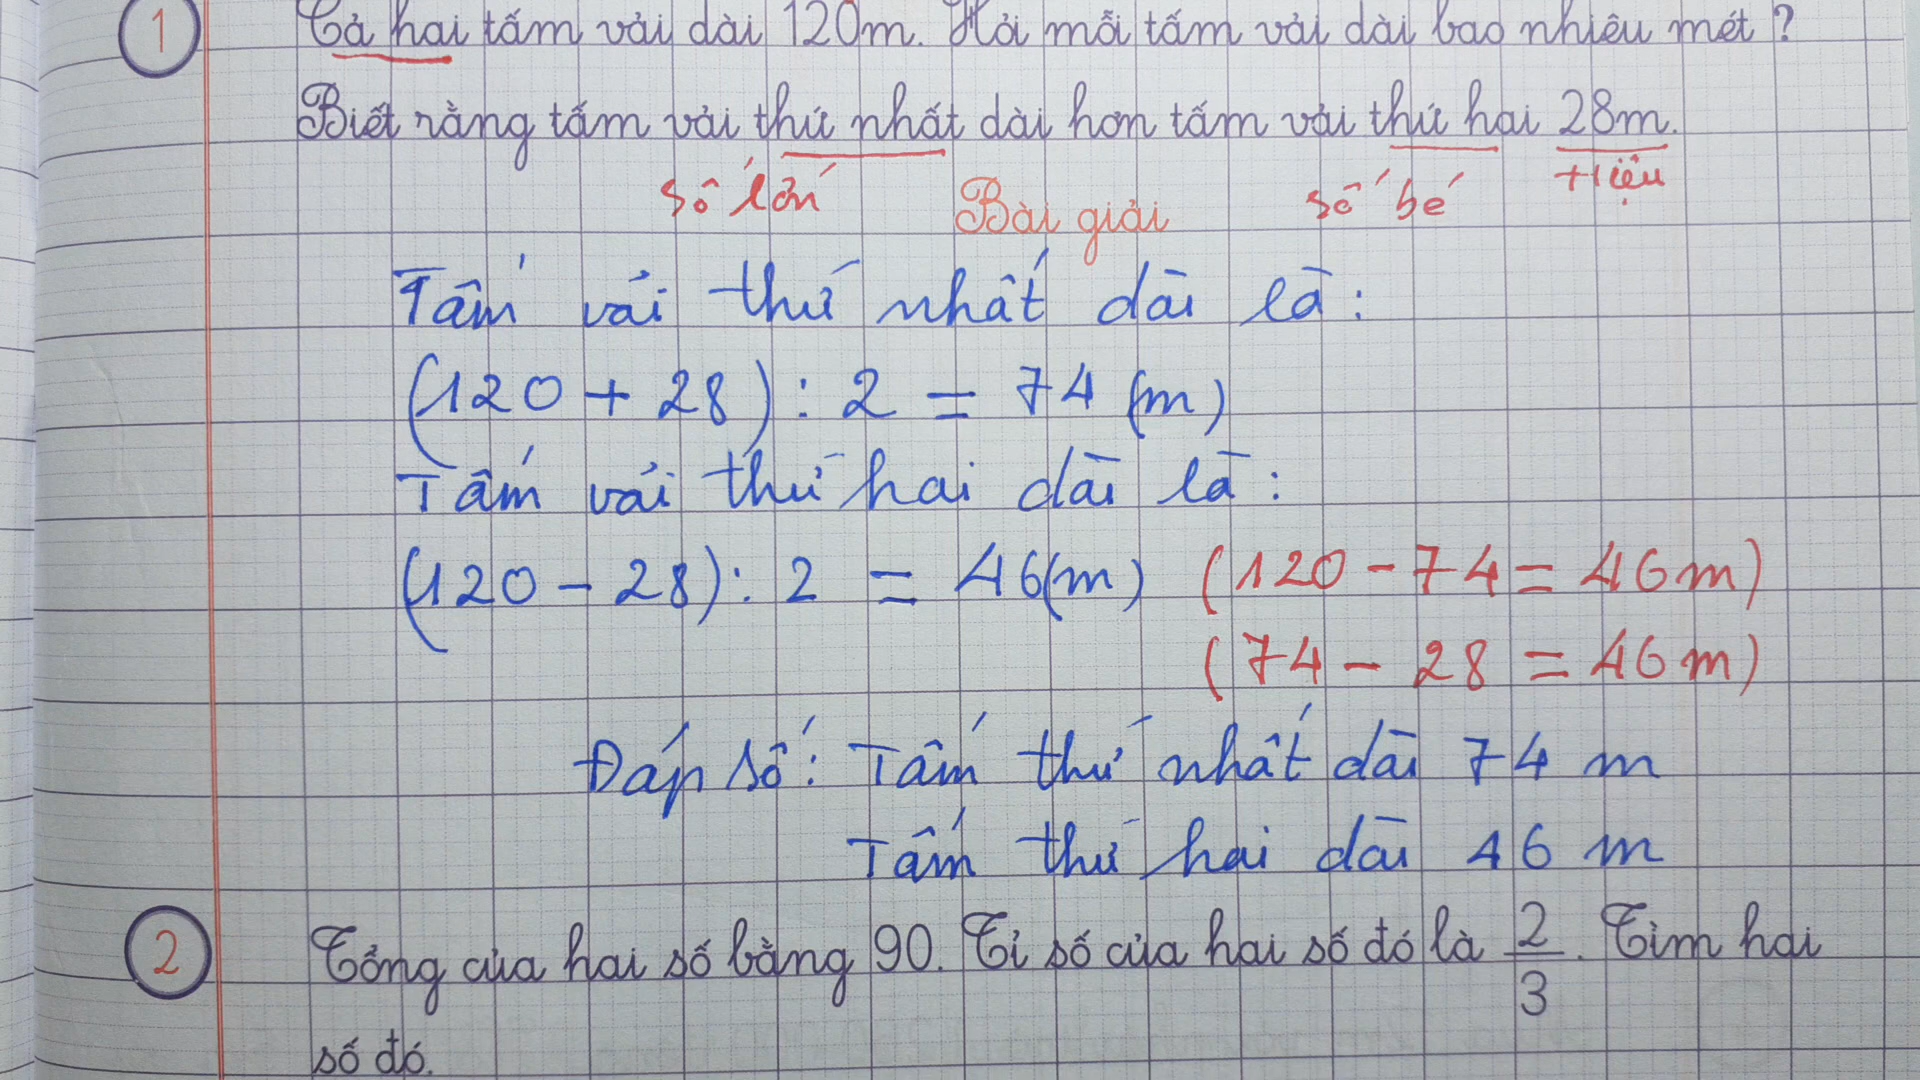 1 Cả hai tấm vải dài 120m. Hỏi mỗi tấm vải dài bao nhiêu mét ?
Biết rằng tấm vải thứ nhất dài hơn tấm vải thứ hai 28m.
số lớn số bé Hiệu
Bài giải
Tấm vải thứ nhất dài là :
(120 + 28) : 2 = 74 (m)
Tấm vải thứ hai dài là :
(120 - 28) : 2 = 46(m) (120 - 74 = 46m)
(74 - 28 = 46m)
Đáp số : Tấm thứ nhất dài 74 m
Tấm thứ hai dài 46 m
2 Tổng của hai số bằng 90. Tỉ số của hai số đó là 2/3. Tìm hai
số đó.